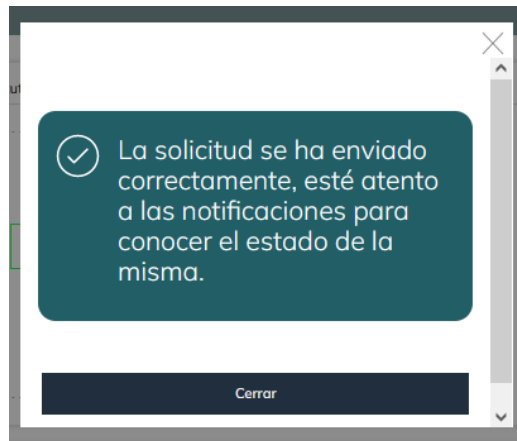 La solicitud se ha enviado
correctamente, esté atento
a las notificaciones para
conocer el estado de la
misma.
Cerrar